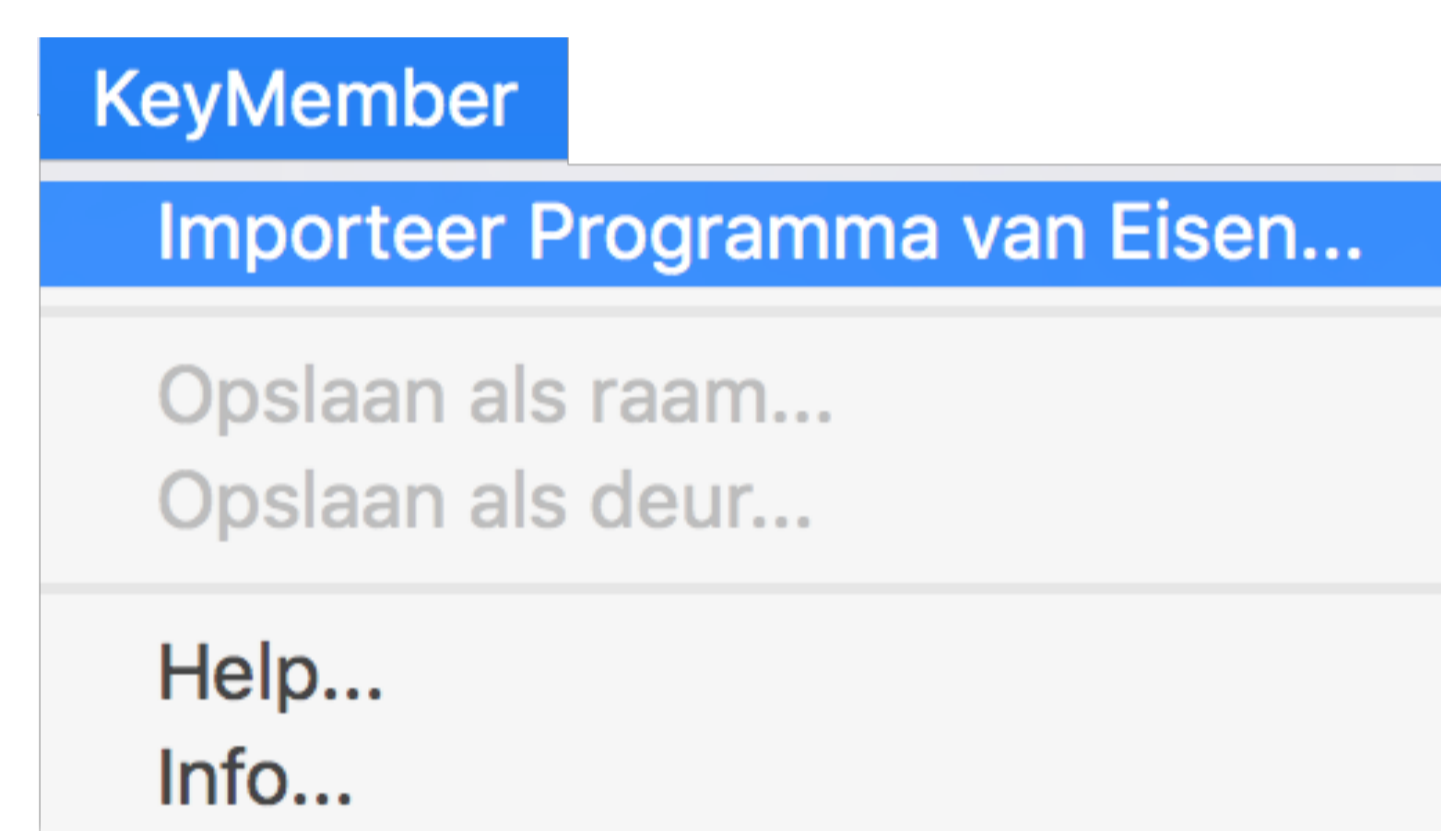 KeyMember
Importeer Programma van Eisen...
Opslaan als raam...
Opslaan als deur...
Help...
Info...